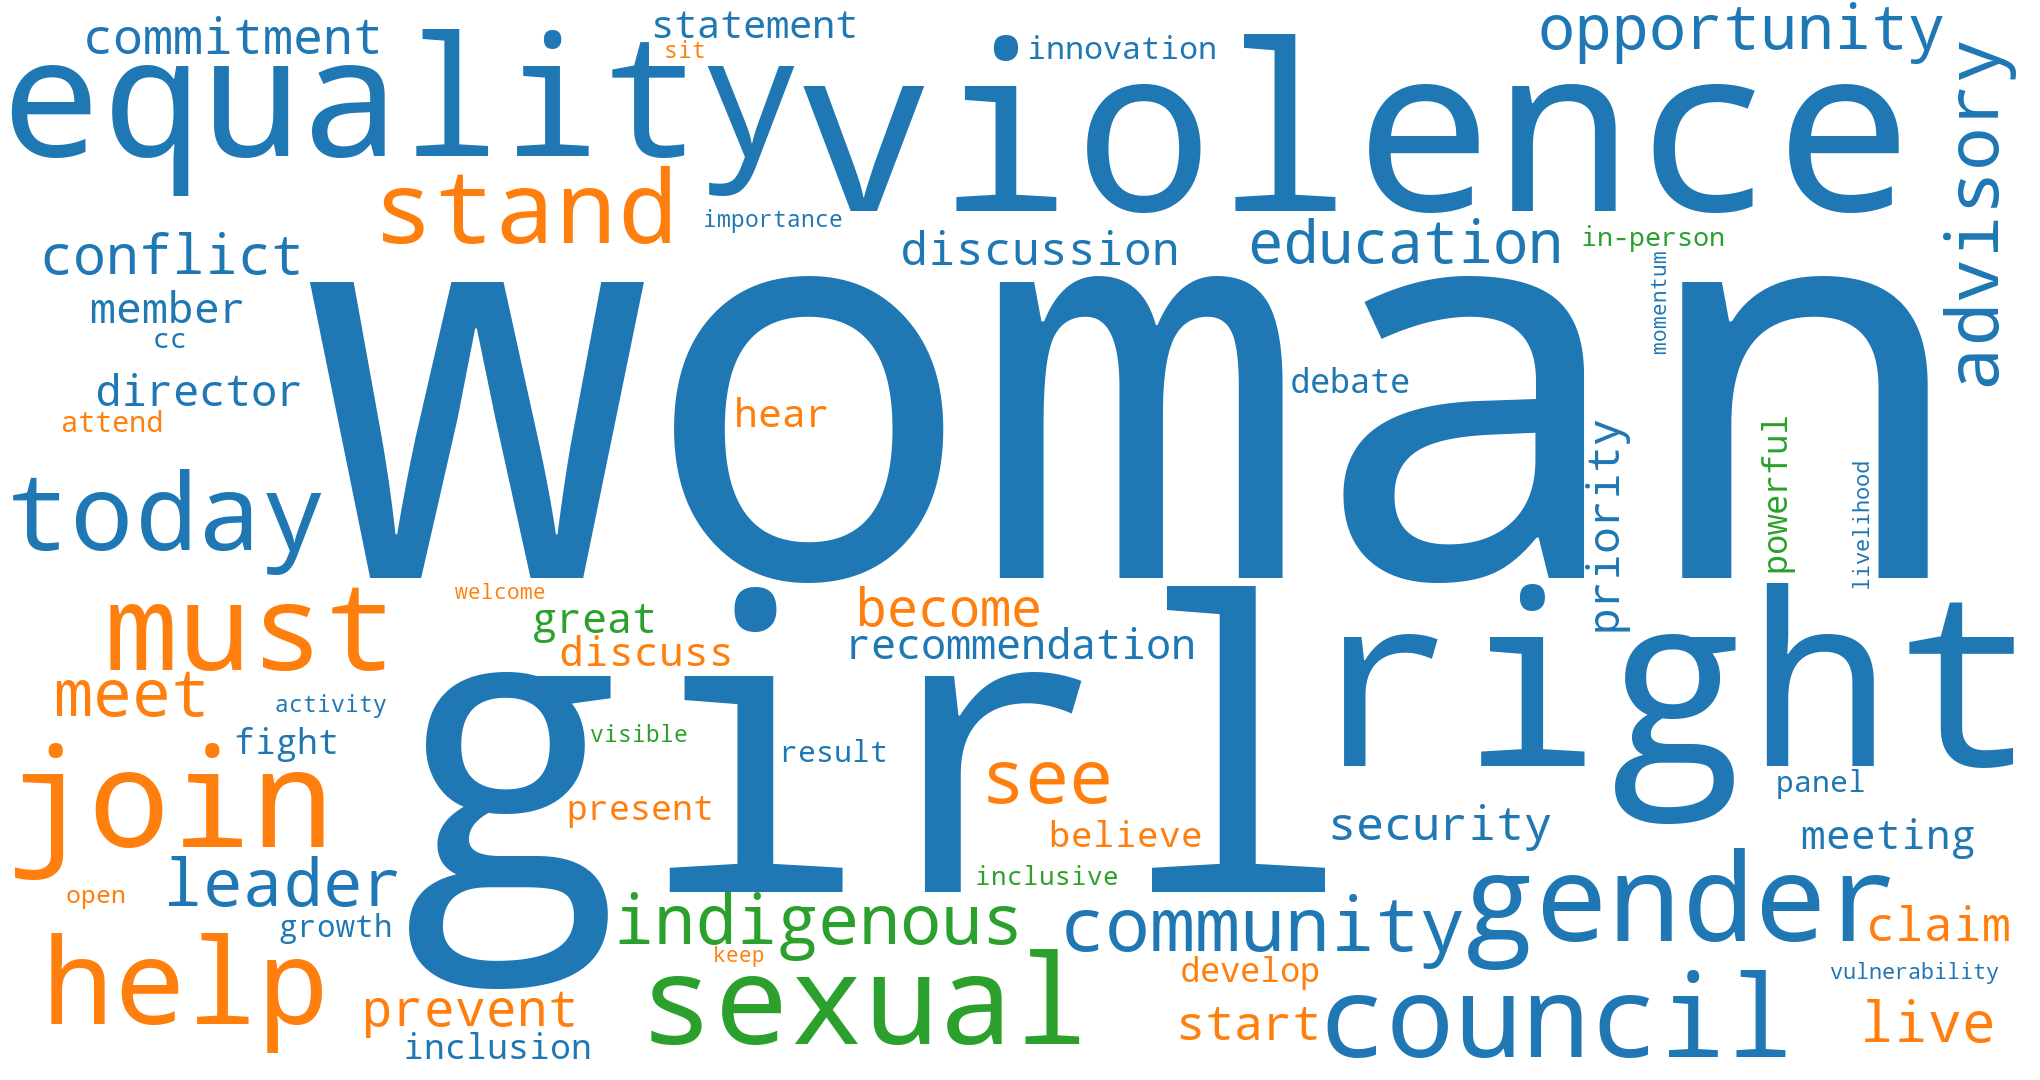 commitment
statement
sit
innovation
opportunity
equality
violence
advisory
stand
importance
discussion
education
in-person
conflict
member
cc
woman
momentum
director
attend
hear
debate
today
priority
powerful
livelihood
must
welcome
great
become
discuss
recommendation
girl
right
meet
activity
fight
visible
result
see
join
present
believe
security
panel
meeting
leader
open
growth
inclusive
indigenous
community
gender
claim
help
keep
develop
vulnerability
prevent
sexual
start
council
live
inclusion